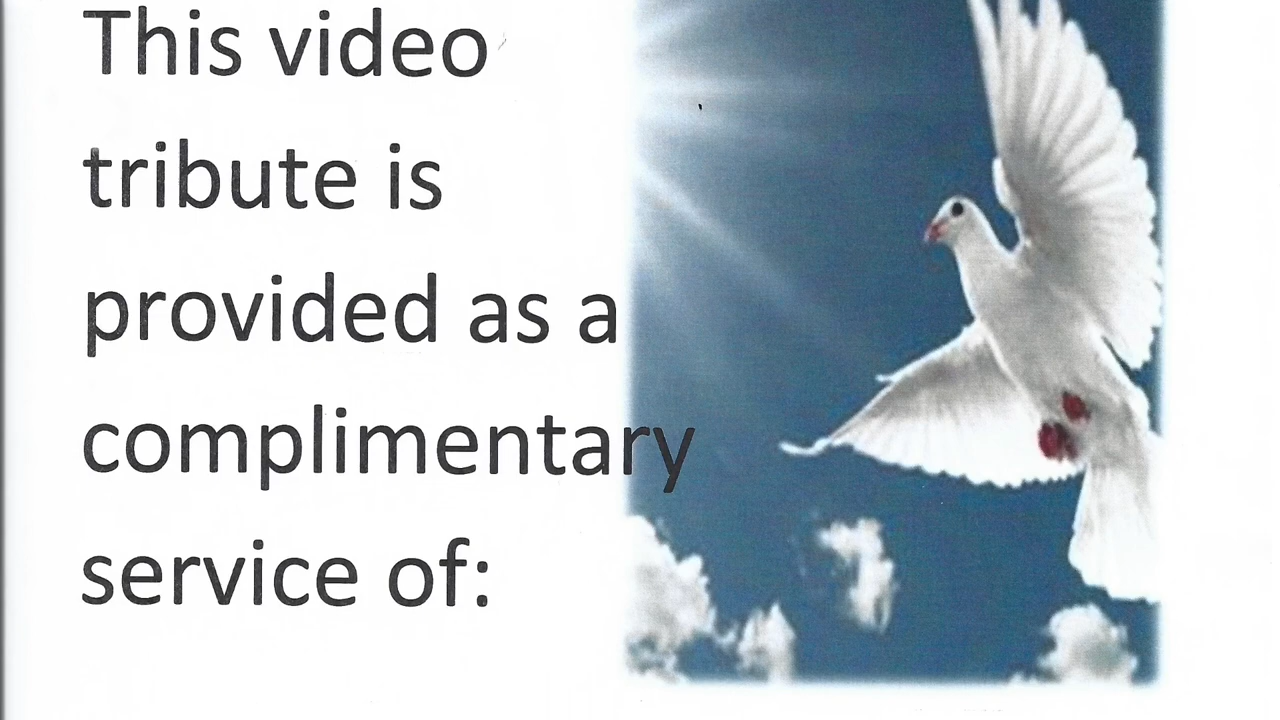 This video
tribute is
provided as a
complimentary
service of: